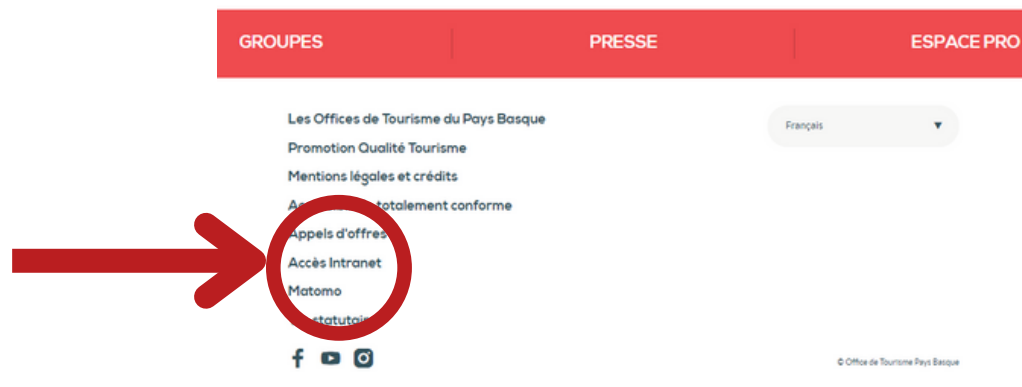 GROUPES PRESSE ESPACE PRO
Les Offices de Tourisme du Pays Basque
Français
Promotion Qualité Tourisme
Mentions légales et crédits
totalement conforme
Appels d'offres
Accès Intranet
Matomo
statutaire
© Office de Tourisme Pays Basque